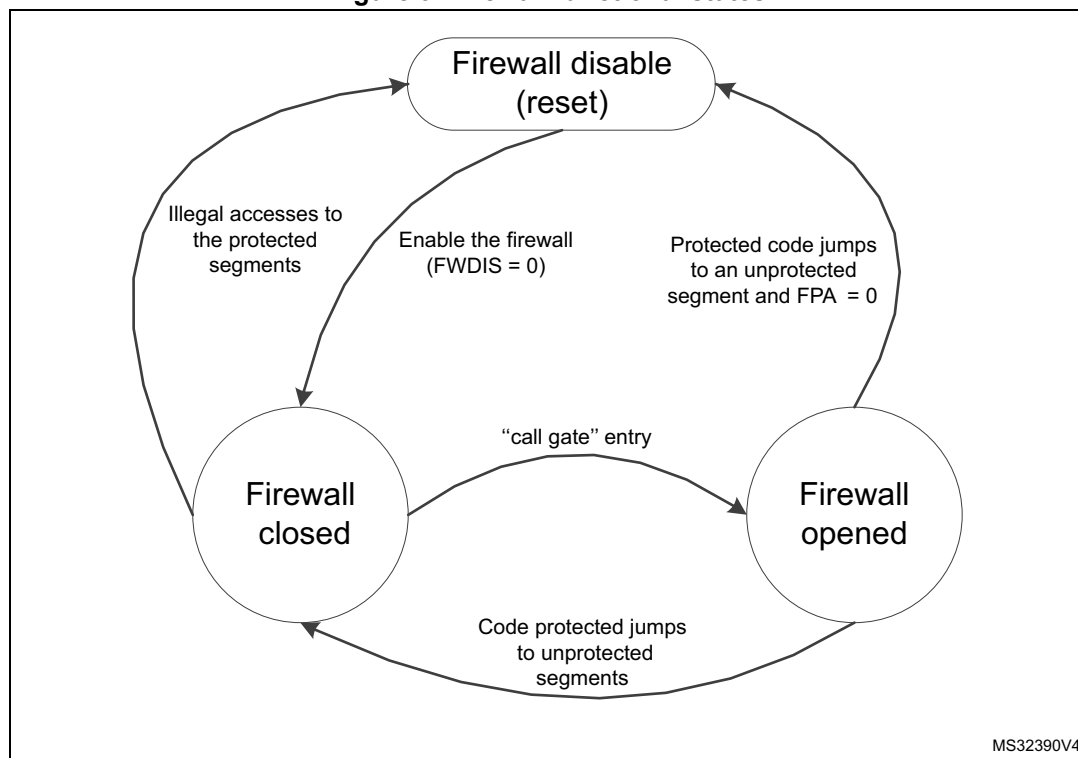 Firewall disable
(reset)
Illegal accesses to
the protected
segments
Enable the firewall
(FWDIS = 0)
Protected code jumps
to an unprotected
segment and FPA = 0
“call gate” entry
Firewall
closed
Firewall
opened
Code protected jumps
to unprotected
segments
MS32390V4